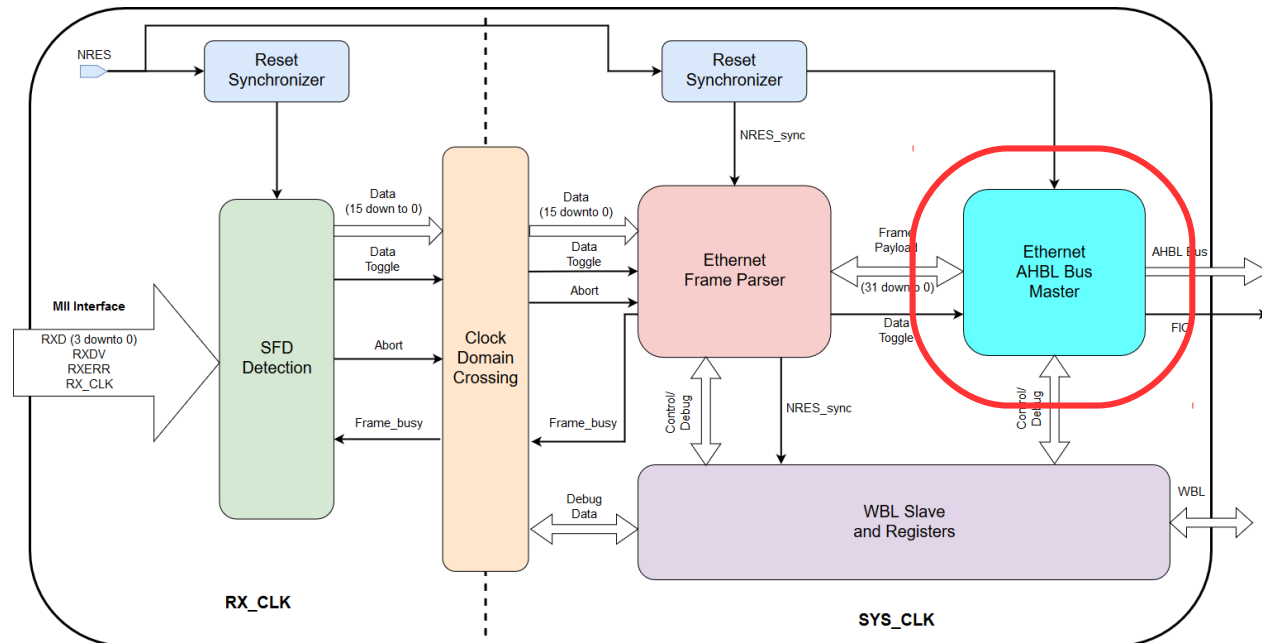 NRES
Reset
Synchronizer
Reset
Synchronizer
NRES_sync
Data
(15 down to 0)
Data
(15 downto 0)
Data
Toggle
Data
Toggle
Abort
Ethernet
Frame Parser
Frame
Payload
(31 downto 0)
Ethernet
AHBL Bus
Master
AHBL Bus
Data
Toggle
MII Interface
RXD (3 downto 0)
RXDV
RXERR
RX_CLK
SFD
Detection
Abort
Clock
Domain
Crossing
Frame_busy
Frame_busy
Control/
Debug
NRES_sync
Control/
Debug
Debug
Data
WBL Slave
and Registers
WBL
RX_CLK
SYS_CLK